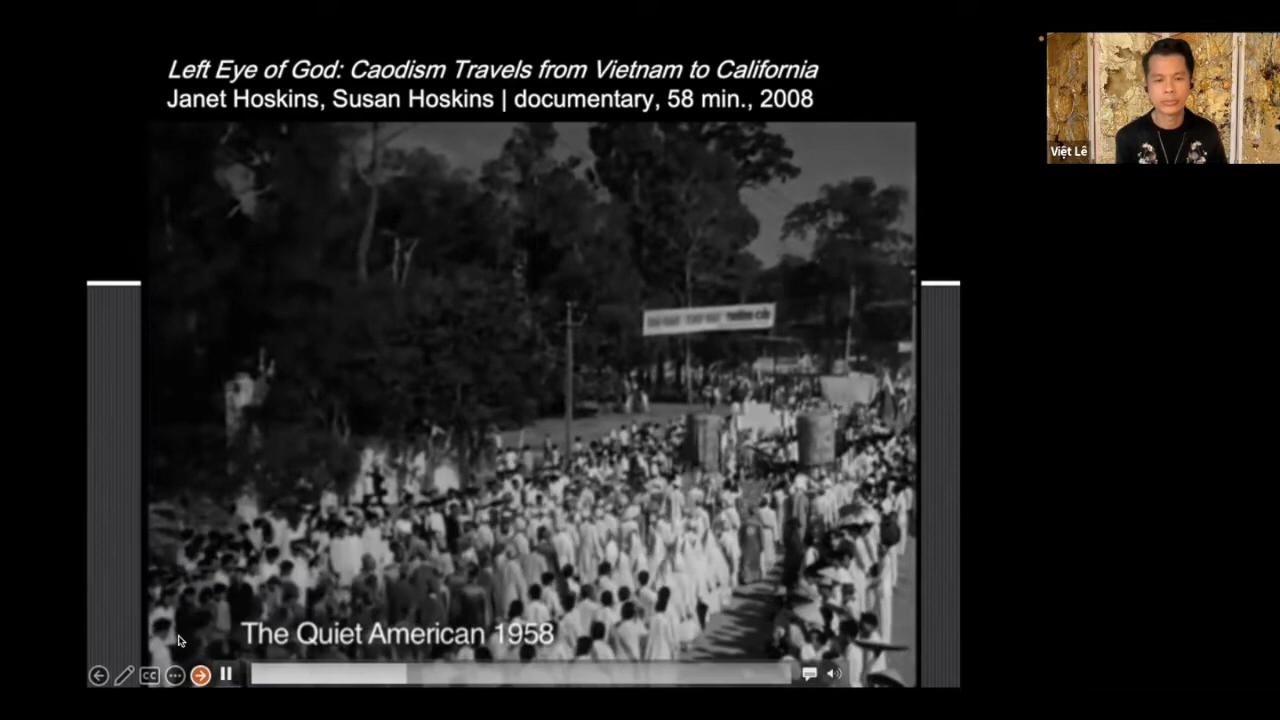 Left Eye of God: Caodism Travels from Vietnam to California
Janet Hoskins, Susan Hoskins | documentary, 58 min., 2008
Việt Lê
The Quiet American 1958
CC